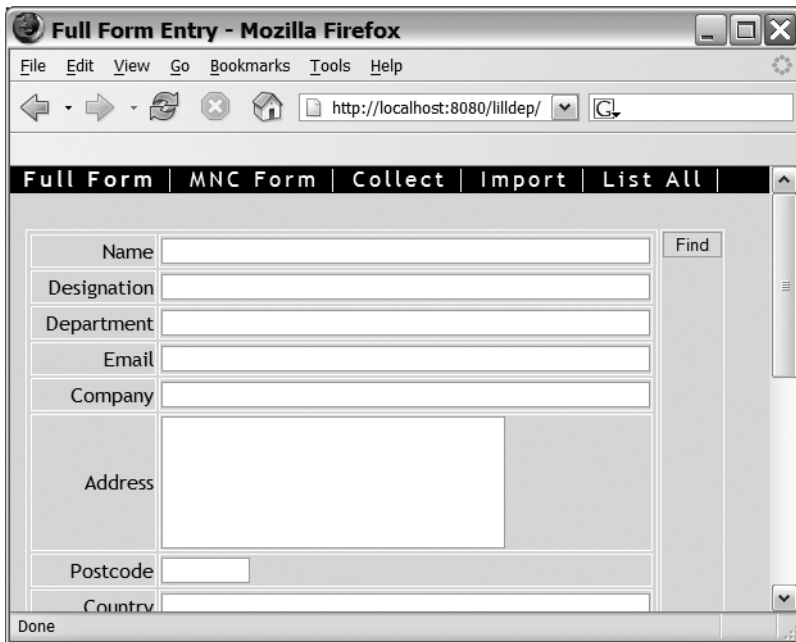 Full Form Entry - Mozilla Firefox
File Edit View Go Bookmarks Tools Help
http://localhost:8080/lilldep/ G
Full Form | MNC Form | Collect | Import | List All |
Name Find
Designation
Department
Email
Company
Address
Postcode
Country
Done